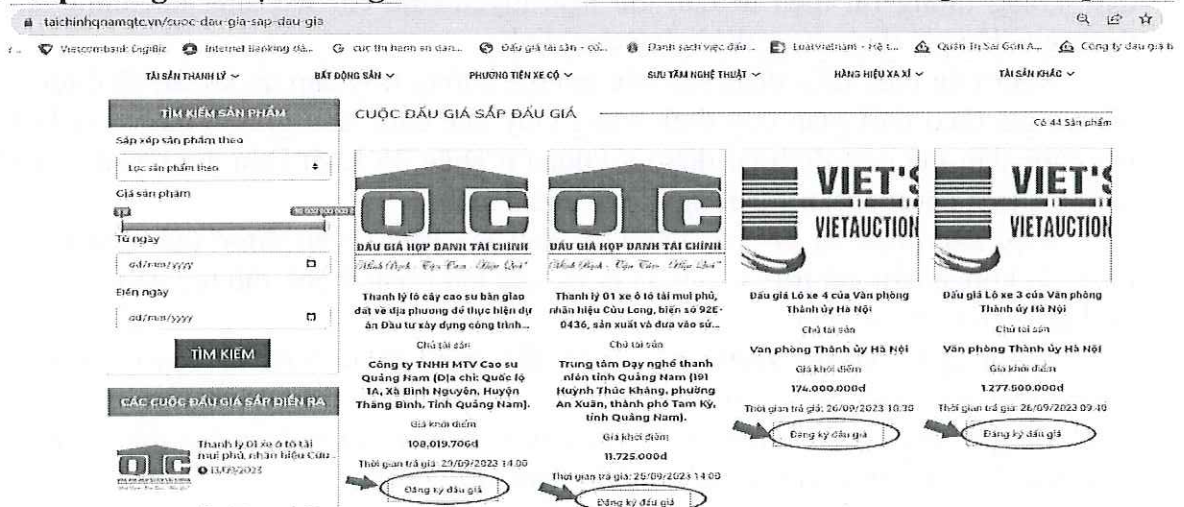 taichinhqnamqtc.vn/cuoc-dau-gia-sap-dau-gia
Vietcombank DigiBiz
Internet Banking
Đấu giá tài sản
TÀI SẢN THANH LÝ
BẤT ĐỘNG SẢN
PHƯƠNG TIỆN XE CỘ
SƯU TẦM NGHỆ THUẬT
HÀNG HIỆU XA XỈ
TÀI SẢN KHÁC
TÌM KIẾM SẢN PHẨM
Sắp xếp sản phẩm theo
Lọc sản phẩm theo
Giá sản phẩm
Từ ngày
dd/mm/yyyy
Đến ngày
dd/mm/yyyy
TÌM KIẾM
CÁC CUỘC ĐẤU GIÁ SẮP DIỄN RA
QTC
Thanh lý 01 xe ô tô tải
mui phủ, nhãn hiệu Cửu...
13/09/2023
CUỘC ĐẤU GIÁ SẮP ĐẤU GIÁ
Có 44 Sản phẩm
QTC
ĐẤU GIÁ HỢP DANH TÀI CHÍNH
Thanh lý lô cây cao su bàn giao
đất về địa phương để thực hiện dự
án Đầu tư xây dựng công trình...
Chủ tài sản
Công ty TNHH MTV Cao su
Quảng Nam (Địa chỉ: Quốc lộ
1A, Xã Bình Nguyên, Huyện
Thăng Bình, Tỉnh Quảng Nam).
Giá khởi điểm
108.019.706đ
Thời gian trả giá: 29/09/2023 14:00
Đăng ký đấu giá
QTC
ĐẤU GIÁ HỢP DANH TÀI CHÍNH
Thanh lý 01 xe ô tô tải mui phủ,
nhãn hiệu Cửu Long, biển số 92E-
0436, sản xuất và đưa vào sử...
Chủ tài sản
Trung tâm Dạy nghề thanh
niên tỉnh Quảng Nam (191
Huỳnh Thúc Kháng, phường
An Xuân, thành phố Tam Kỳ,
tỉnh Quảng Nam).
Giá khởi điểm
11.725.000đ
Thời gian trả giá: 26/09/2023 14:00
Đăng ký đấu giá
VIET'S
VIETAUCTION
Đấu giá Lô xe 4 của Văn phòng
Thành ủy Hà Nội
Chủ tài sản
Văn phòng Thành ủy Hà Nội
Giá khởi điểm
174.000.000đ
Thời gian trả giá: 26/09/2023 10:30
Đăng ký đấu giá
VIET'S
VIETAUCTION
Đấu giá Lô xe 3 của Văn phòng
Thành ủy Hà Nội
Chủ tài sản
Văn phòng Thành ủy Hà Nội
Giá khởi điểm
1.277.500.000đ
Thời gian trả giá: 26/09/2023 09:40
Đăng ký đấu giá